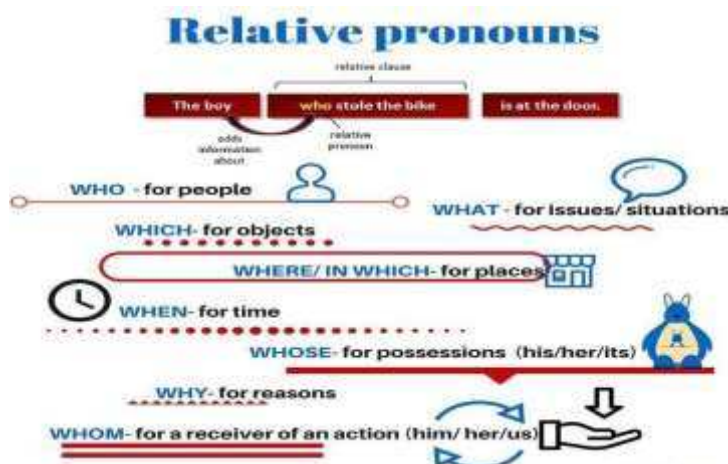 Relative pronouns
relative clause
The boy who stole the bike is at the door.
adds information about
relative pronoun
WHO - for people
WHAT - for issues/ situations
WHICH- for objects
WHERE/ IN WHICH- for places
WHEN- for time
WHOSE- for possessions (his/her/its)
WHY- for reasons
WHOM- for a receiver of an action (him/ her/us)